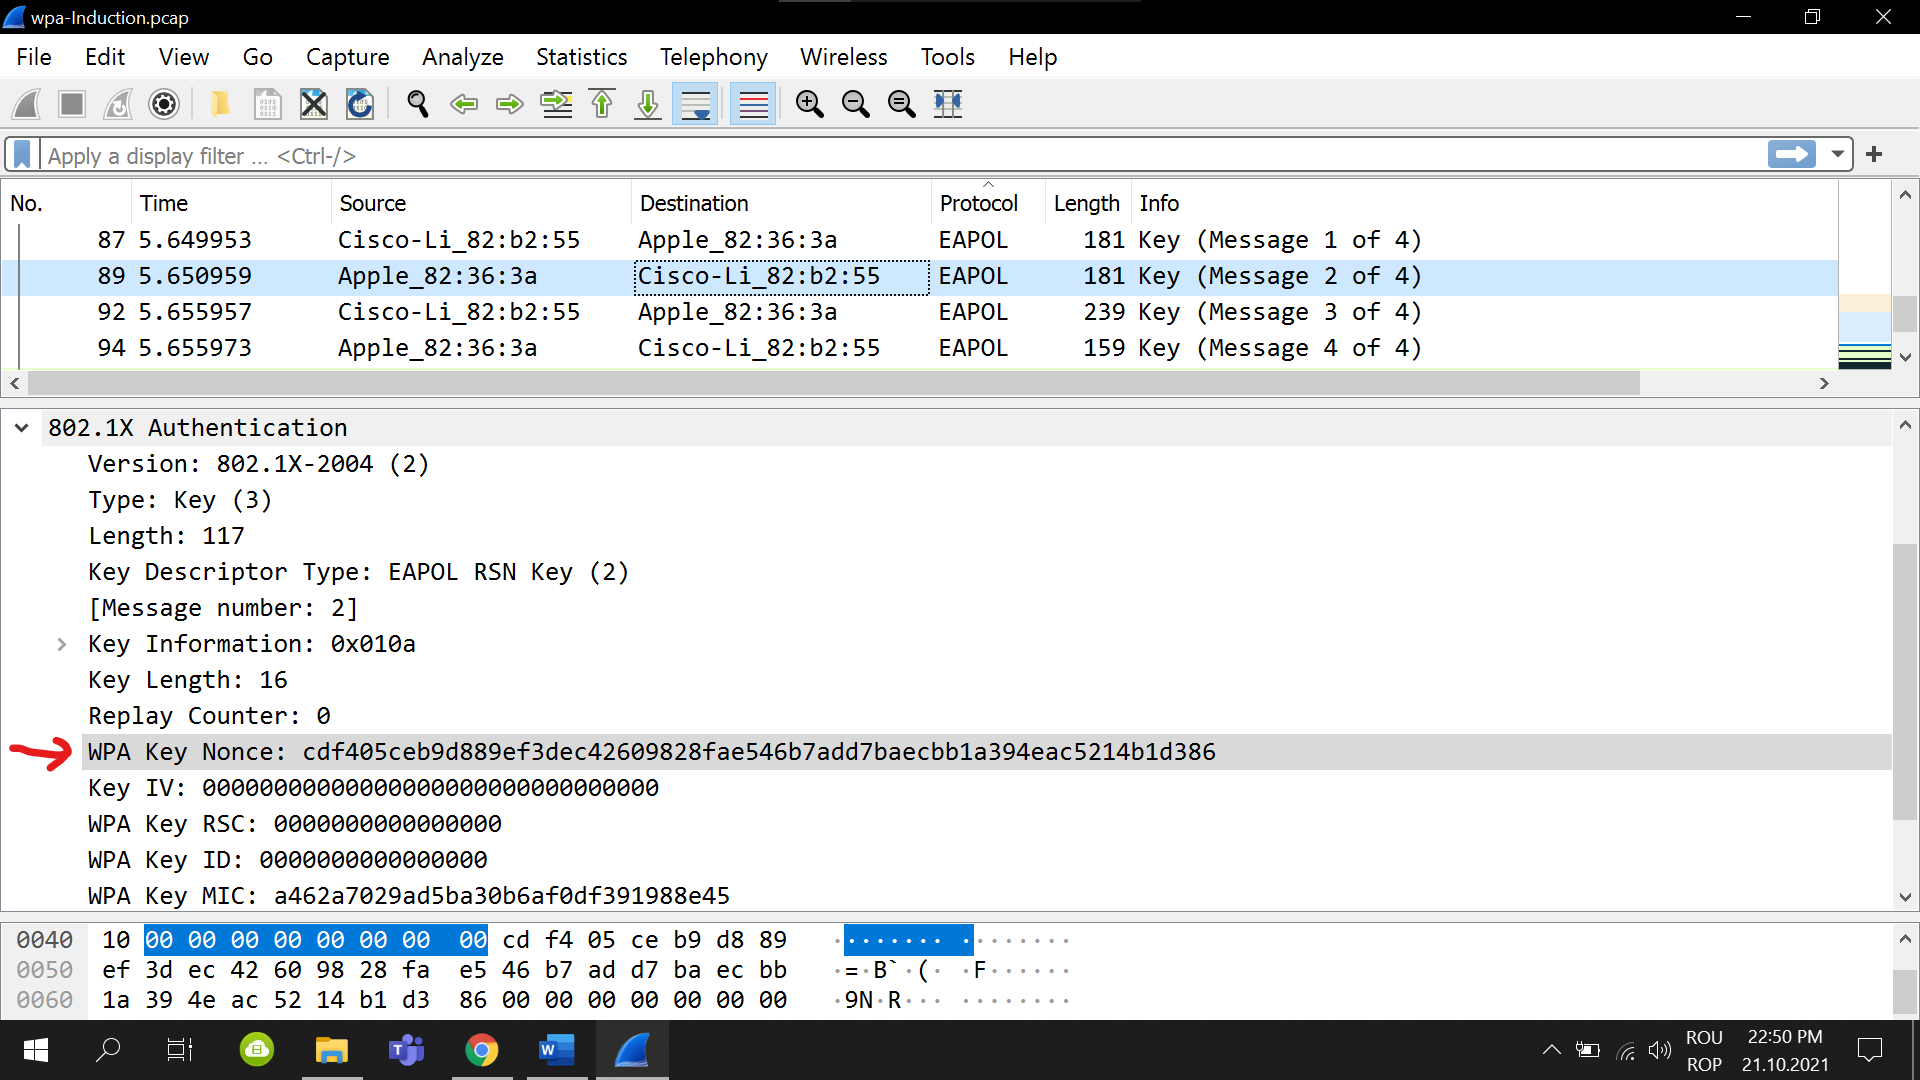 wpa-Induction.pcap
File Edit View Go Capture Analyze Statistics Telephony Wireless Tools Help
Apply a display filter ... <Ctrl-/>
No. Time Source Destination Protocol Length Info
87 5.649953 Cisco-Li_82:b2:55 Apple_82:36:3a EAPOL 181 Key (Message 1 of 4)
89 5.650959 Apple_82:36:3a Cisco-Li_82:b2:55 EAPOL 181 Key (Message 2 of 4)
92 5.655957 Cisco-Li_82:b2:55 Apple_82:36:3a EAPOL 239 Key (Message 3 of 4)
94 5.655973 Apple_82:36:3a Cisco-Li_82:b2:55 EAPOL 159 Key (Message 4 of 4)
802.1X Authentication
Version: 802.1X-2004 (2)
Type: Key (3)
Length: 117
Key Descriptor Type: EAPOL RSN Key (2)
[Message number: 2]
Key Information: 0x010a
Key Length: 16
Replay Counter: 0
WPA Key Nonce: cdf405ceb9d889ef3dec42609828fae546b7add7baecbb1a394eac5214b1d386
Key IV: 00000000000000000000000000000000
WPA Key RSC: 0000000000000000
WPA Key ID: 0000000000000000
WPA Key MIC: a462a7029ad5ba30b6af0df391988e45
0040 10 00 00 00 00 00 00 00 00 cd f4 05 ce b9 d8 89 ················
0050 ef 3d ec 42 60 98 28 fa e5 46 b7 ad d7 ba ec bb ·=·B`·(· ·F······
0060 1a 39 4e ac 52 14 b1 d3 86 00 00 00 00 00 00 00 ·9N·R··· ········
ROU 22:50 PM
ROP 21.10.2021